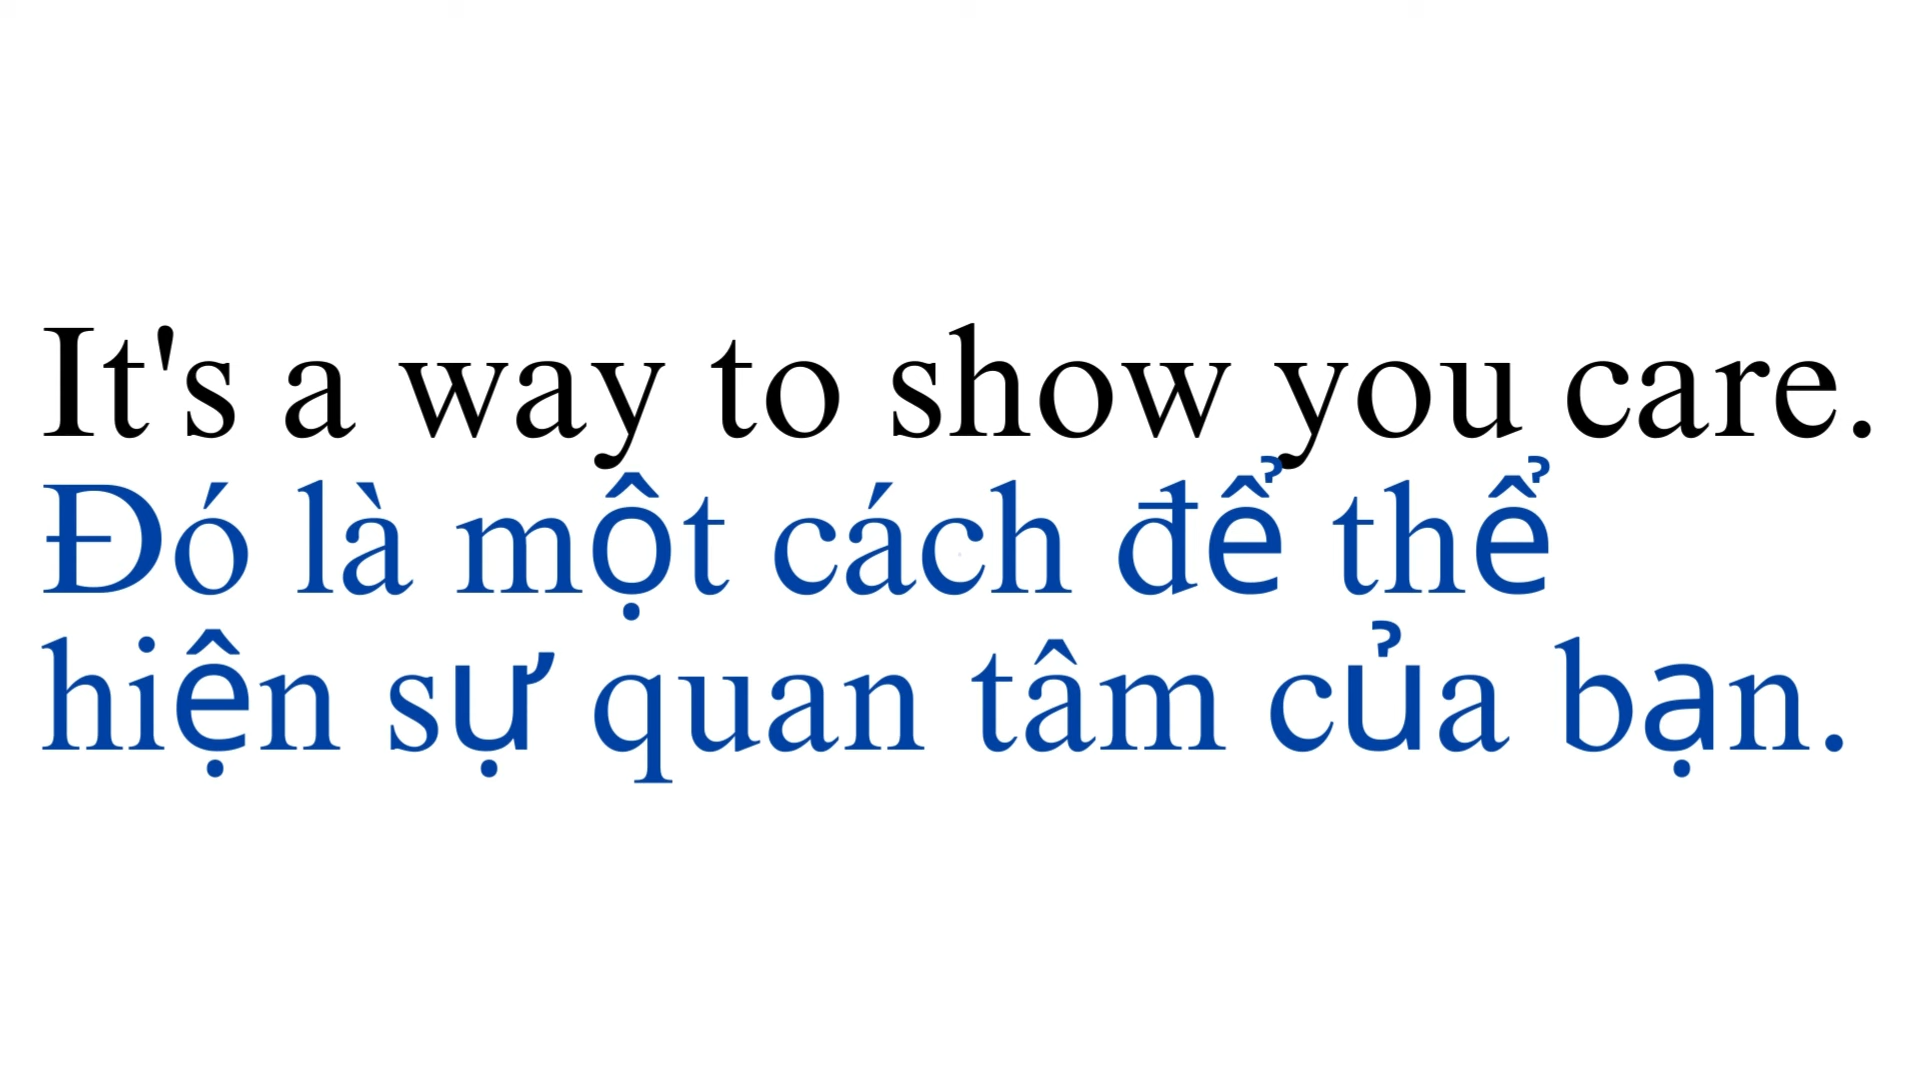 It's a way to show you care.
Đó là một cách để thể
hiện sự quan tâm của bạn.